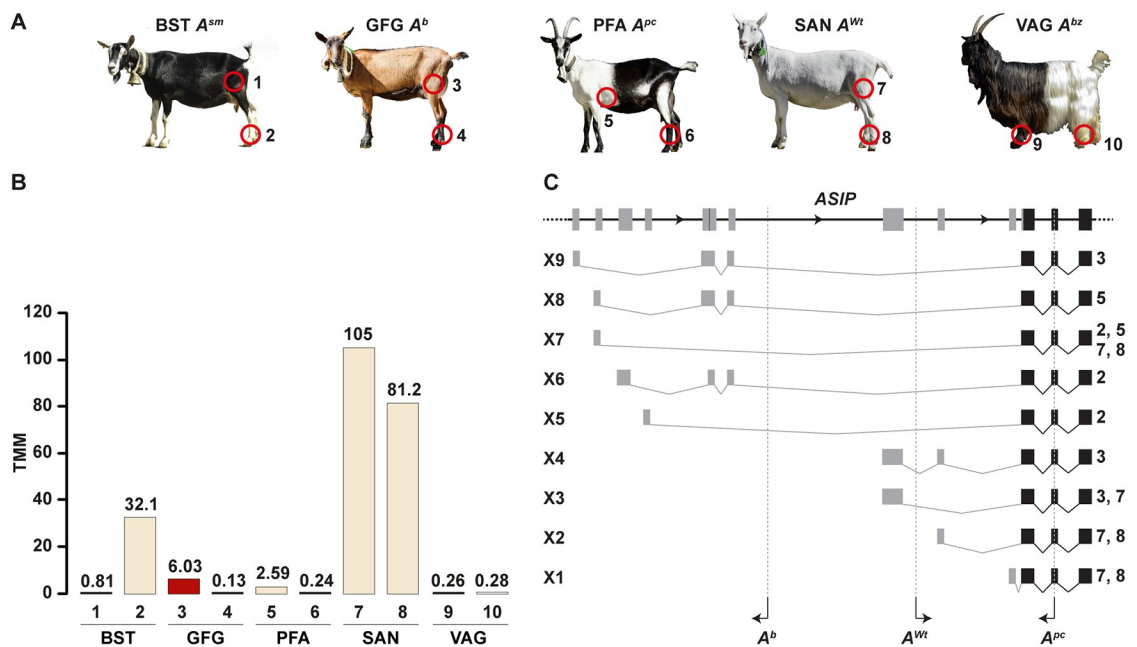 A
BST A^sm
GFG A^b
PFA A^pc
SAN A^Wt
VAG A^bz
1
2
3
4
5
6
7
8
9
10
B
TMM
120
100
80
60
40
20
0
0.81
32.1
6.03
0.13
2.59
0.24
105
81.2
0.26
0.28
1 2 3 4 5 6 7 8 9 10
BST GFG PFA SAN VAG
C
ASIP
X9 3
X8 5
X7 2, 5
7, 8
X6 2
X5 2
X4 3
X3 3, 7
X2 7, 8
X1 7, 8
A^b A^Wt A^pc